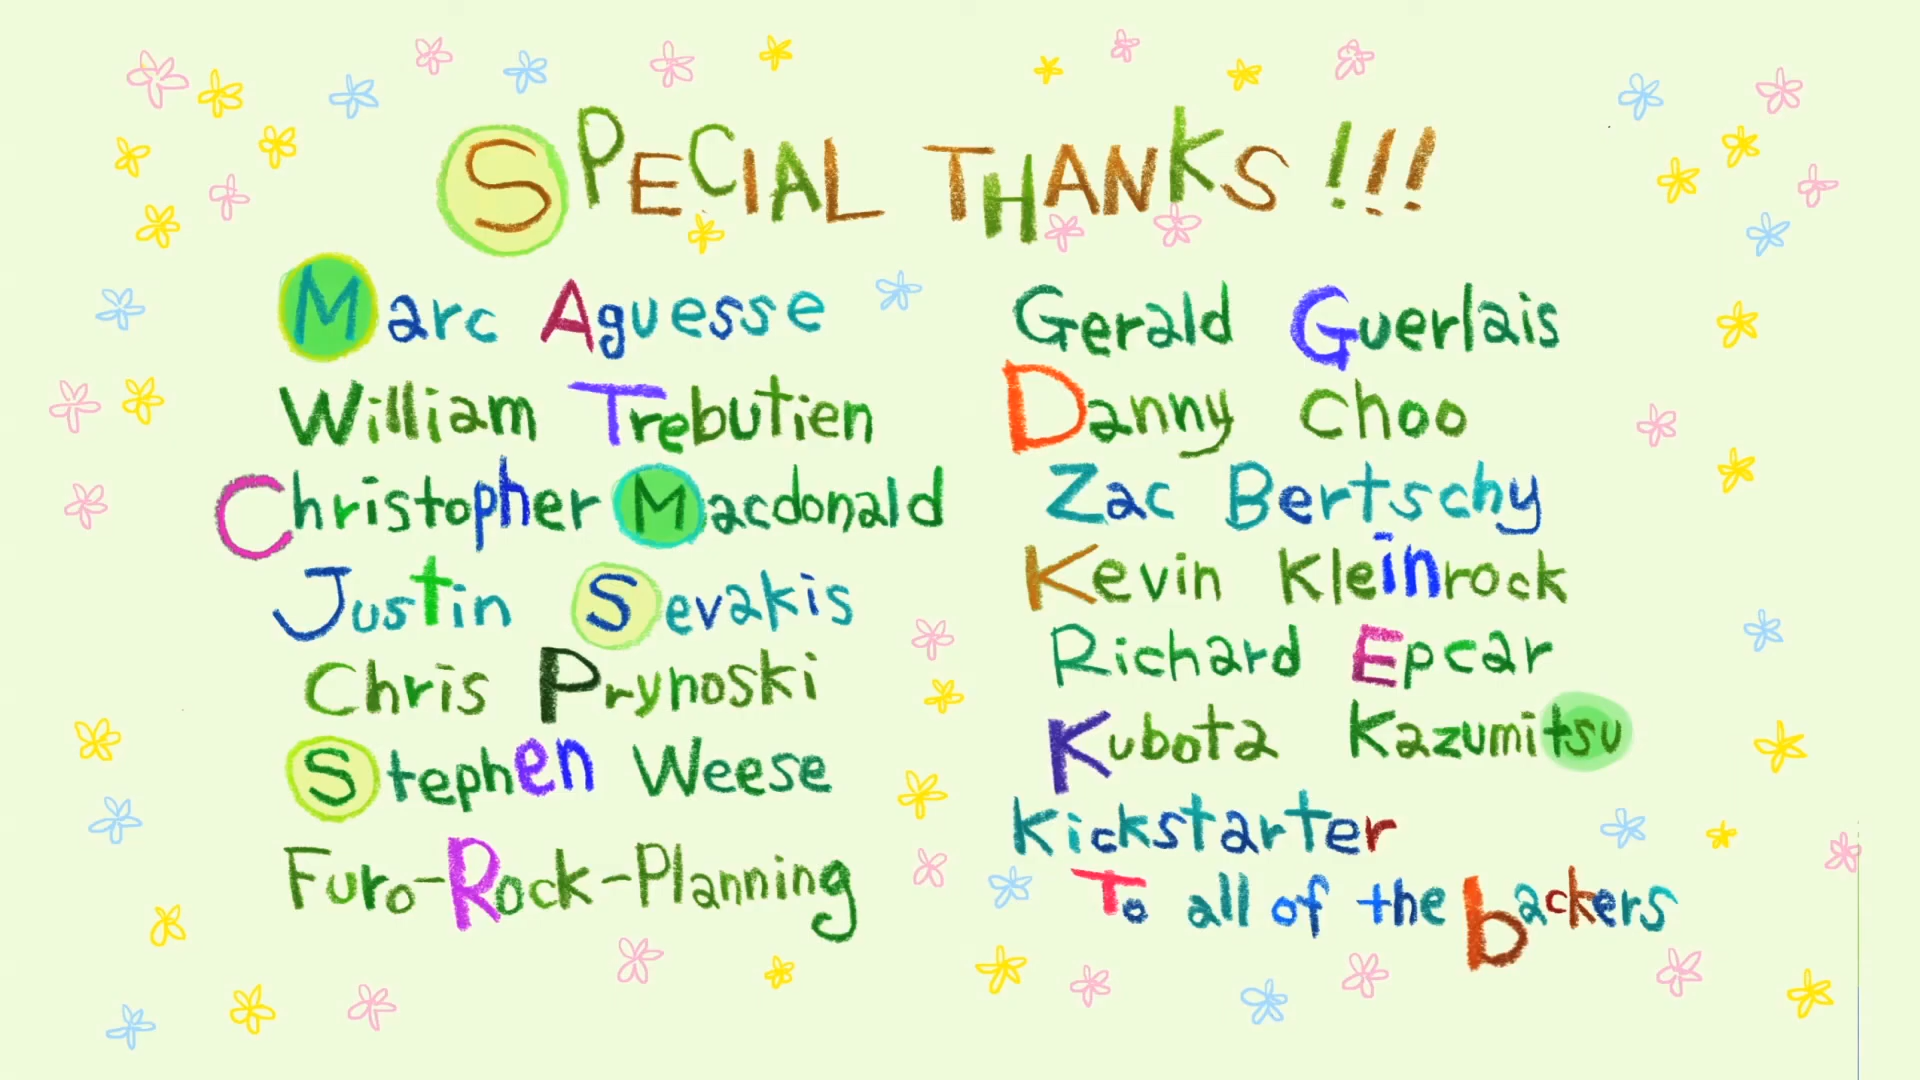 SPECIAL THANKS!!!
Marc Aguesse
William Trebutien
Christopher Macdonald
Justin Sevakis
Chris Prynoski
Stephen Weese
Furo-Rock-Planning
Gerald Guerlais
Danny Choo
Zac Bertschy
Kevin Kleinrock
Richard Epcar
Kubota Kazumitsu
Kickstarter
To all of the backers